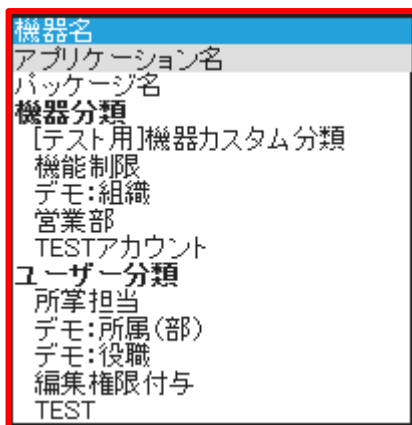 機器名
アプリケーション名
パッケージ名
機器分類
[テスト用]機器カスタム分類
機能制限
デモ:組織
営業部
TESTアカウント
ユーザー分類
所掌担当
デモ:所属(部)
デモ:役職
編集権限付与
TEST